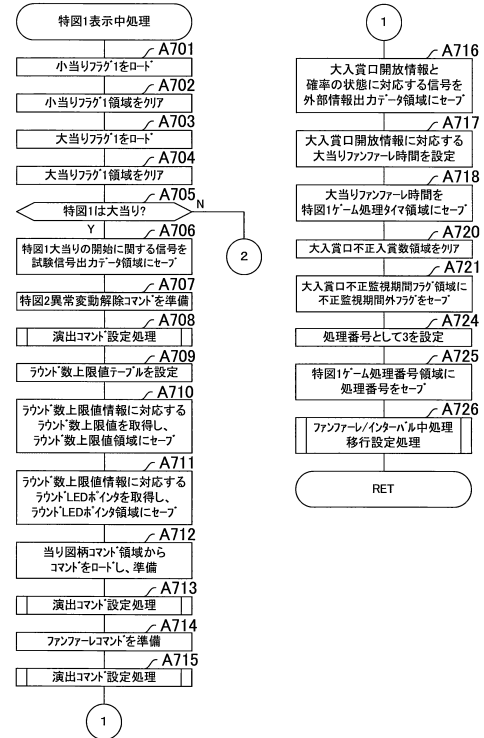 特図1表示中処理
A701
小当りフラグ1をロード
A702
小当りフラグ1領域をクリア
A703
大当りフラグ1をロード
A704
大当りフラグ1領域をクリア
A705
特図1は大当り?
N
Y
2
A706
特図1大当りの開始に関する信号を
試験信号出力データ領域にセーブ
A707
特図2異常変動解除コマンドを準備
A708
演出コマンド設定処理
A709
ラウンド数上限値テーブルを設定
A710
ラウンド数上限値情報に対応する
ラウンド数上限値を取得し、
ラウンド数上限値領域にセーブ
A711
ラウンド数上限値情報に対応する
ラウンドLEDポインタを取得し、
ラウンドLEDポインタ領域にセーブ
A712
当り図柄コマンド領域から
コマンドをロードし、準備
A713
演出コマンド設定処理
A714
ファンファーレコマンドを準備
A715
演出コマンド設定処理
1
1
A716
大入賞口開放情報と
確率の状態に対応する信号を
外部情報出力データ領域にセーブ
A717
大入賞口開放情報に対応する
大当りファンファーレ時間を設定
A718
大当りファンファーレ時間を
特図1ゲーム処理タイマ領域にセーブ
A720
大入賞口不正入賞数領域をクリア
A721
大入賞口不正監視期間フラグ領域に
不正監視期間外フラグをセーブ
A724
処理番号として3を設定
A725
特図1ゲーム処理番号領域に
処理番号をセーブ
A726
ファンファーレ/インターバル中処理
移行設定処理
RET